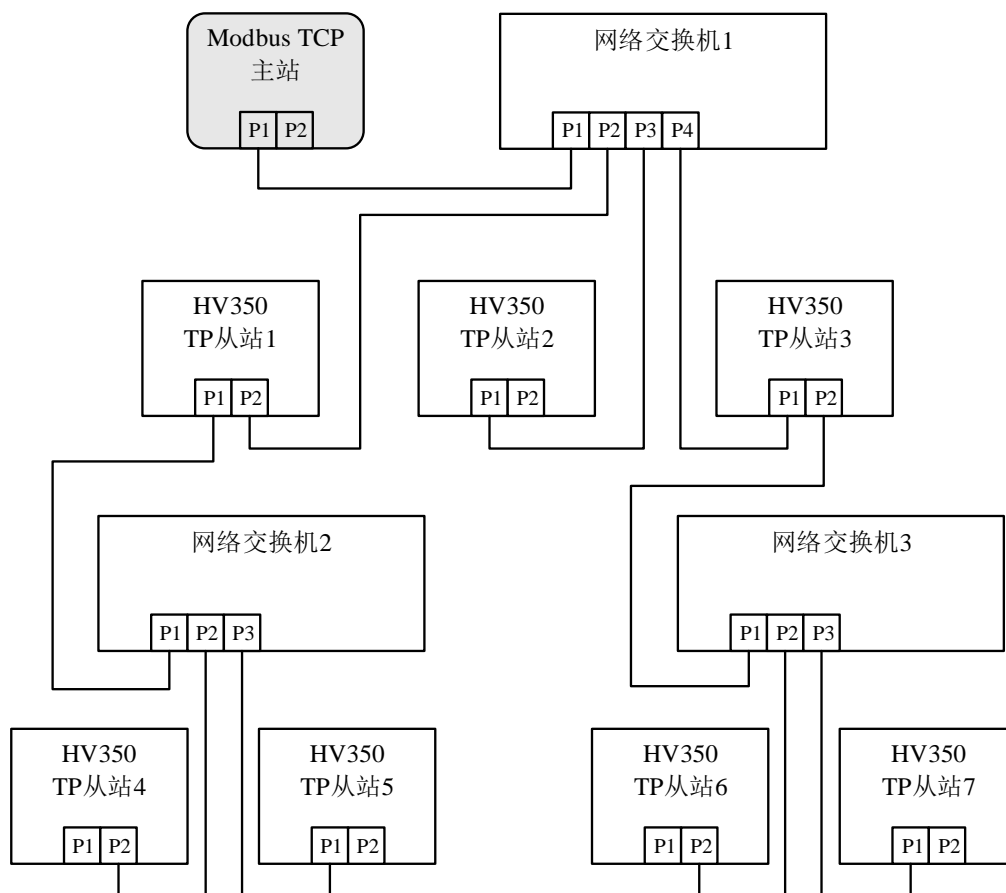 Modbus TCP
主站
P1 P2
网络交换机1
P1 P2 P3 P4
HV350
TP从站1
P1 P2
HV350
TP从站2
P1 P2
HV350
TP从站3
P1 P2
网络交换机2
P1 P2 P3
网络交换机3
P1 P2 P3
HV350
TP从站4
P1 P2
HV350
TP从站5
P1 P2
HV350
TP从站6
P1 P2
HV350
TP从站7
P1 P2